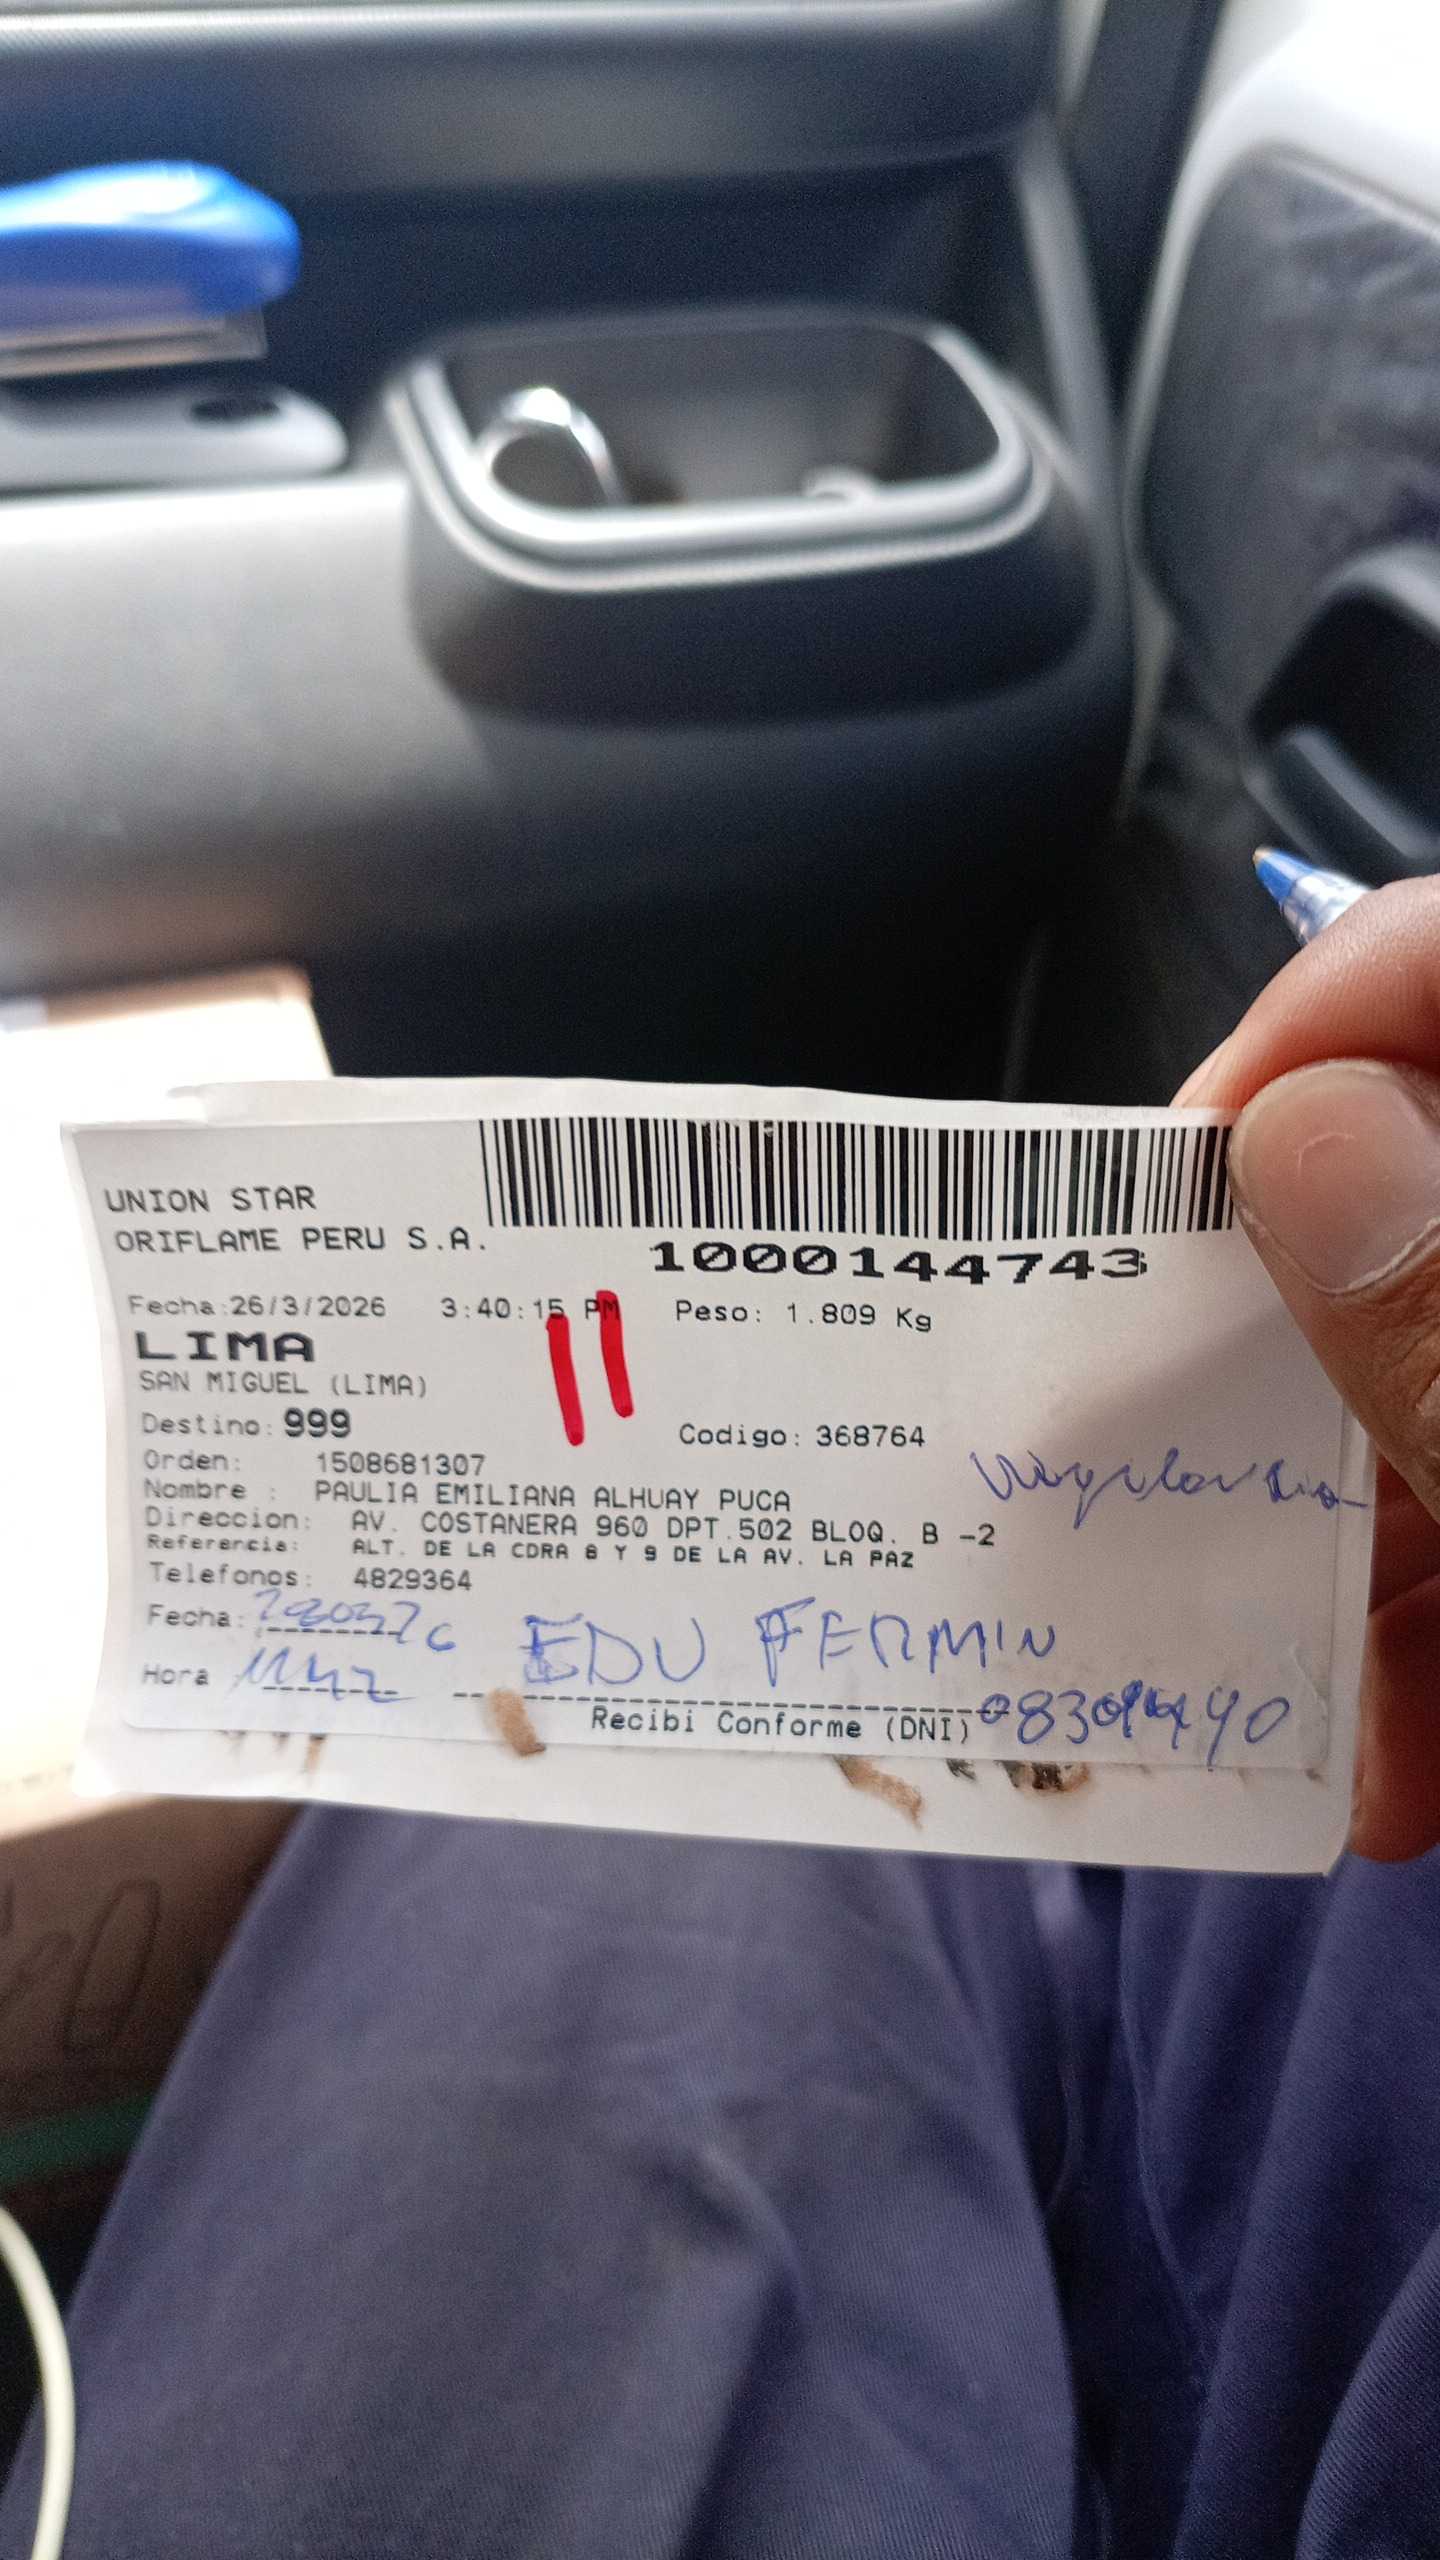 UNION STAR
ORIFLAME PERU S.A.
1000144743
Fecha:26/3/2026 3:40:15 PM Peso: 1.809 Kg
LIMA
SAN MIGUEL (LIMA)
Destino: 999
Codigo: 368764
Orden: 1508681307
Nombre : PAULIA EMILIANA ALHUAY PUCA
Direccion: AV. COSTANERA 960 DPT.502 BLOQ. B -2
Referencia: ALT. DE LA CDRA 8 Y 9 DE LA AV. LA PAZ
Telefonos: 4829364
Fecha:
EDU FERMIN
Hora
Recibi Conforme (DNI)